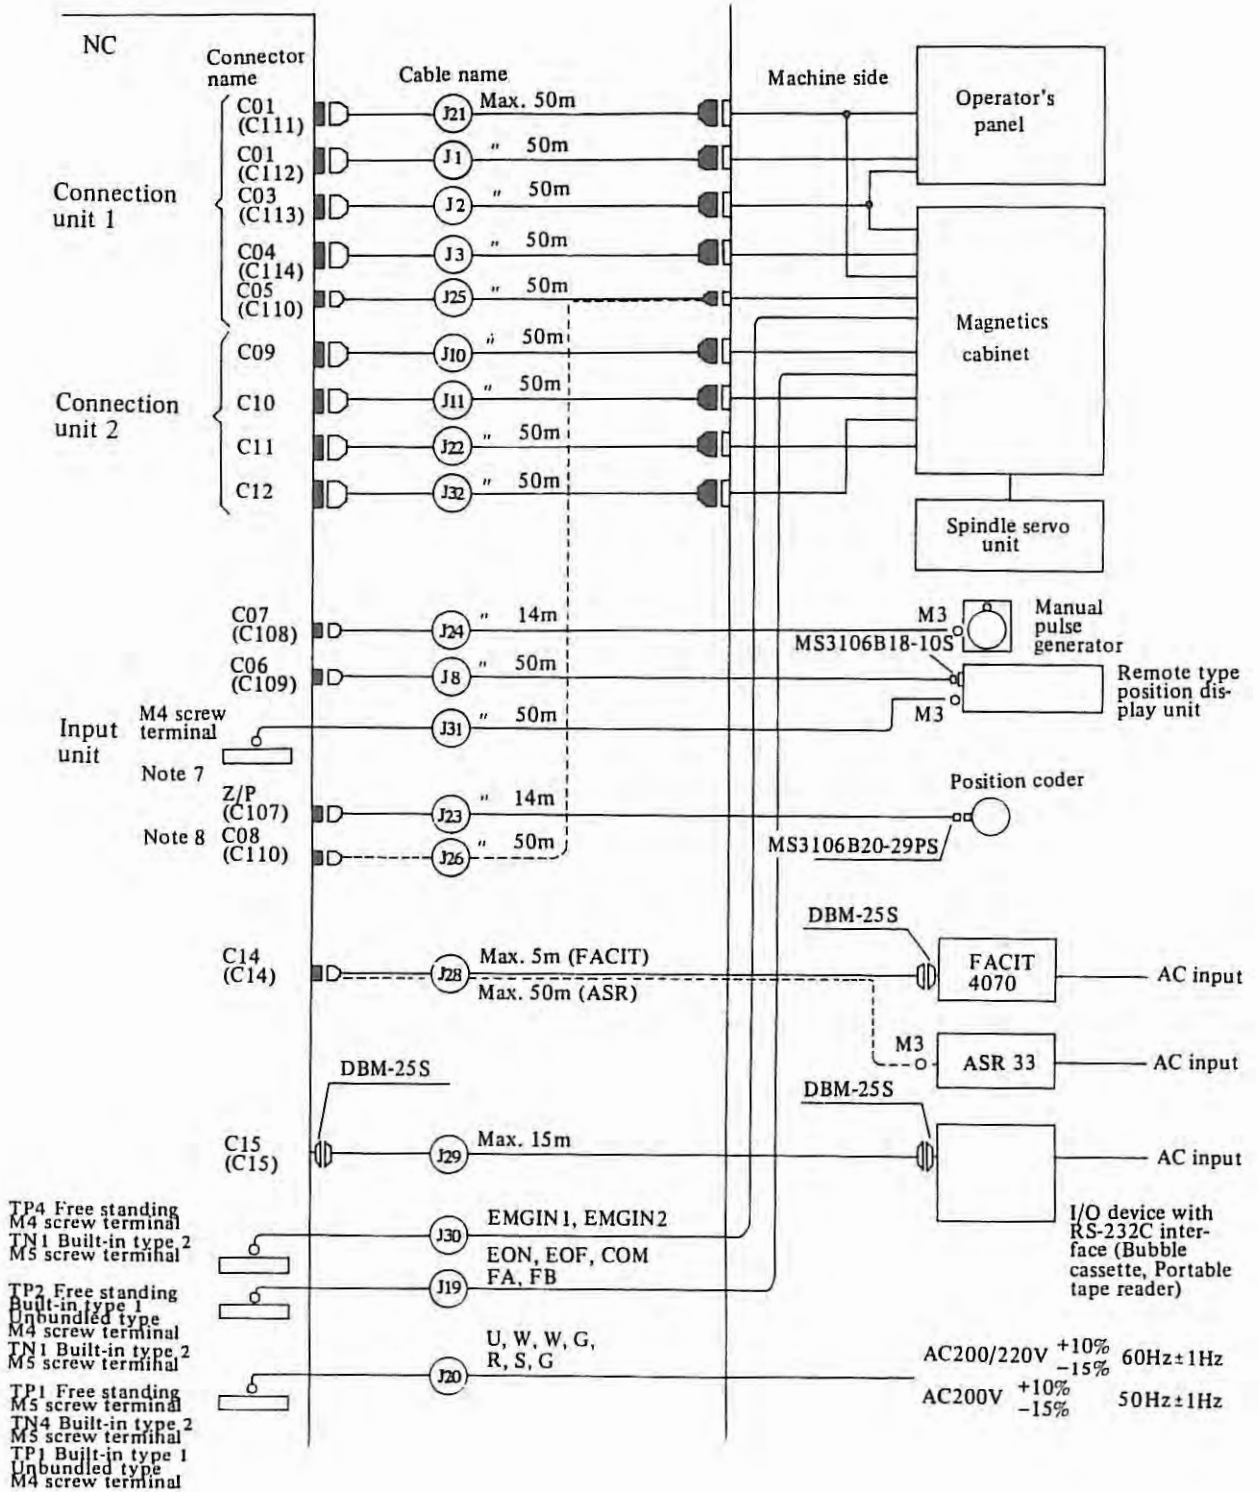 NC
Connector
name
Cable name
Machine side
Operator's
panel
C01
(C111)
J21
Max. 50m
C01
(C112)
J1
" 50m
Connection
unit 1
C03
(C113)
J2
" 50m
C04
(C114)
J3
" 50m
C05
(C110)
J25
" 50m
Magnetics
cabinet
C09
J10
" 50m
Connection
unit 2
C10
J11
" 50m
C11
J22
" 50m
C12
J32
" 50m
Spindle servo
unit
C07
(C108)
J24
" 14m
M3
Manual
pulse
generator
MS3106B18-10S
C06
(C109)
J8
" 50m
Remote type
position dis-
play unit
Input
unit
M4 screw
terminal
J31
" 50m
M3
Note 7
Z/P
(C107)
J23
" 14m
Position coder
MS3106B20-29PS
Note 8
C08
(C110)
J26
" 50m
DBM-25S
C14
(C14)
J28
Max. 5m (FACIT)
Max. 50m (ASR)
FACIT
4070
AC input
M3
ASR 33
AC input
DBM-25S
DBM-25S
C15
(C15)
J29
Max. 15m
AC input
I/O device with
RS-232C inter-
face (Bubble
cassette, Portable
tape reader)
TP4 Free standing
M4 screw terminal
TN1 Built-in type 2
M5 screw terminal
J30
EMGIN1, EMGIN2
TP2 Free standing
Built-in type 1
Unbundled type
M4 screw terminal
TN1 Built-in type 2
M5 screw terminal
J19
EON, EOF, COM
FA, FB
TP1 Free standing
M5 screw terminal
TN4 Built-in type 2
M5 screw terminal
TP1 Built-in type 1
Unbundled type
M4 screw terminal
J20
U, W, W, G,
R, S, G
AC200/220V +10% −15% 60Hz±1Hz
AC200V +10% −15% 50Hz±1Hz